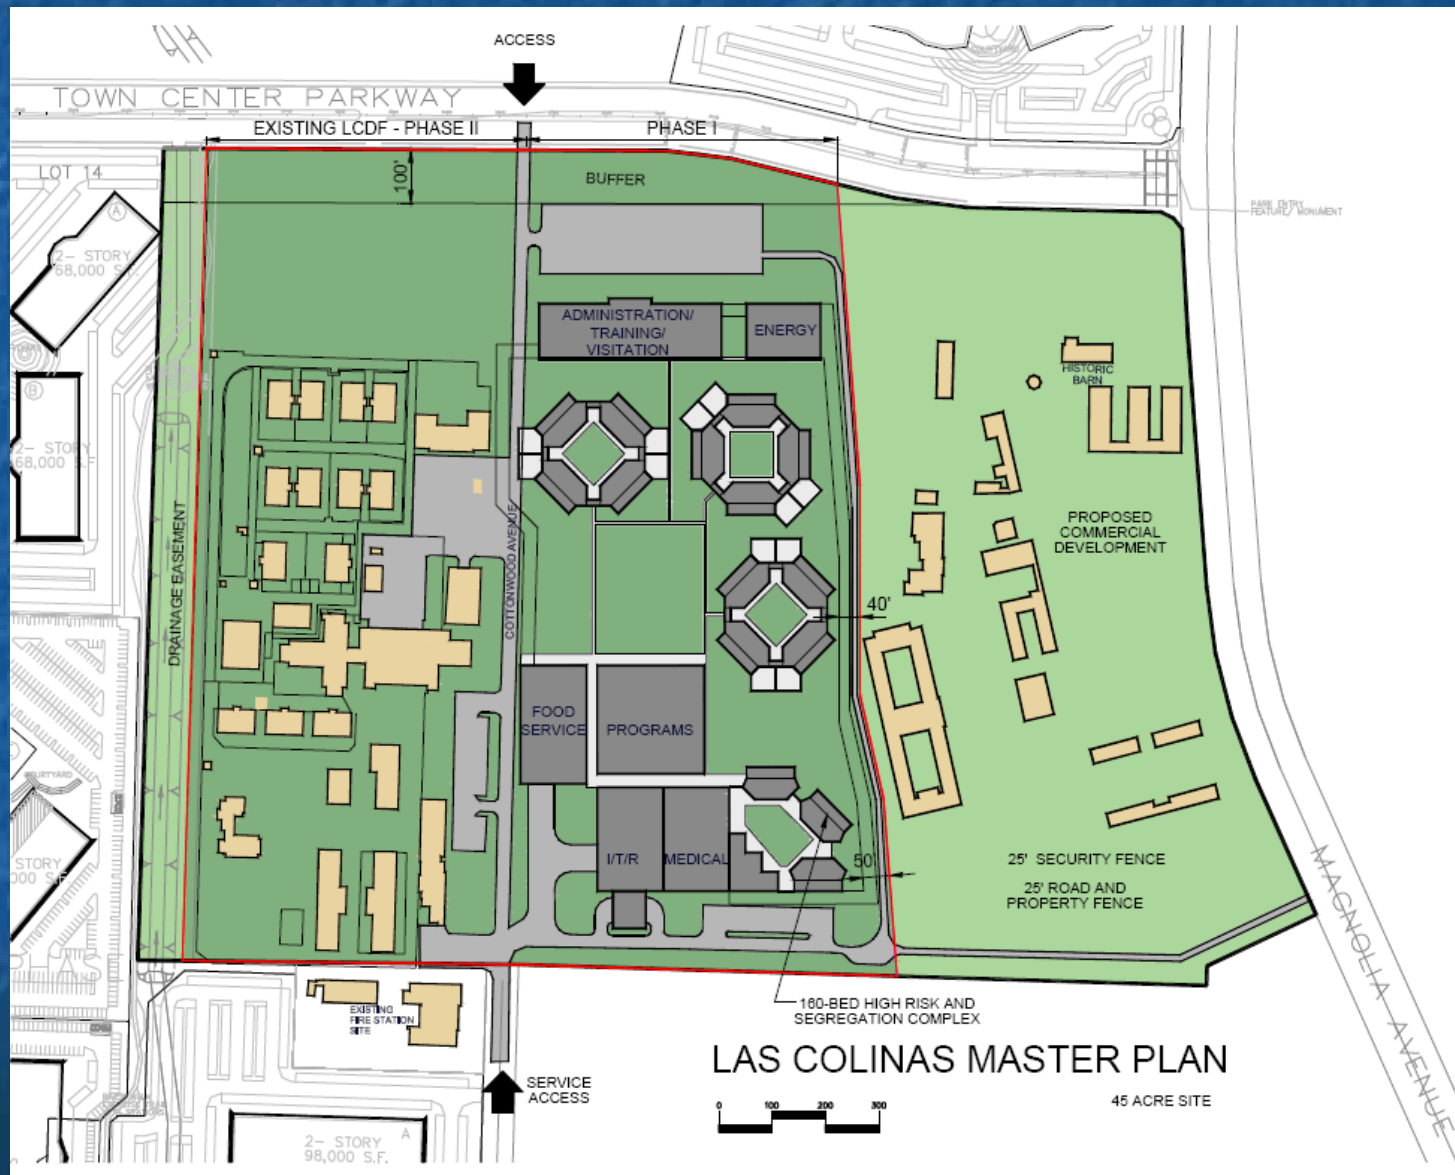 ACCESS
TOWN CENTER PARKWAY
EXISTING LCDF - PHASE II
PHASE I
LOT 14
100'
BUFFER
PARK ENTRY
FEATURE/ MONUMENT
A
2- STORY
68,000 S.F.
ADMINISTRATION/
TRAINING/
VISITATION
ENERGY
HISTORIC
BARN
B
2- STORY
68,000 S.F
DRAINAGE EASEMENT
COTTONWOOD AVENUE
PROPOSED
COMMERCIAL
DEVELOPMENT
40'
FOOD
SERVICE
PROGRAMS
COURTYARD
I/T/R
MEDICAL
50'
STORY
000 S.F.
25' SECURITY FENCE
25' ROAD AND
PROPERTY FENCE
MAGNOLIA AVENUE
EXISTING
FIRE STATION
SITE
160-BED HIGH RISK AND
SEGREGATION COMPLEX
LAS COLINAS MASTER PLAN
SERVICE
ACCESS
0 100 200 300
45 ACRE SITE
2- STORY
98,000 S.F.
A